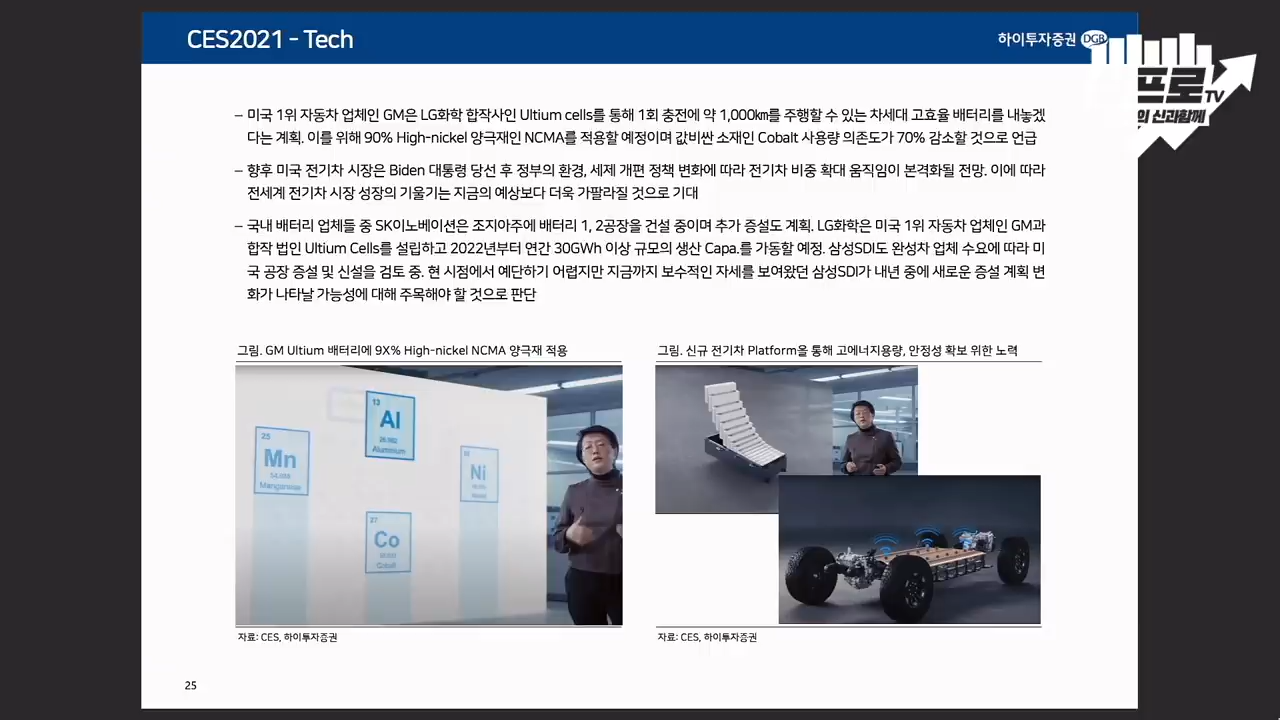 CES2021 – Tech
하이투자증권 DGB
프로TV
의 신과함께
– 미국 1위 자동차 업체인 GM은 LG화학 합작사인 Ultium cells를 통해 1회 충전에 약 1,000㎞를 주행할 수 있는 차세대 고효율 배터리를 내놓겠
다는 계획. 이를 위해 90% High-nickel 양극재인 NCMA를 적용할 예정이며 값비싼 소재인 Cobalt 사용량 의존도가 70% 감소할 것으로 언급
– 향후 미국 전기차 시장은 Biden 대통령 당선 후 정부의 환경, 세제 개편 정책 변화에 따라 전기차 비중 확대 움직임이 본격화될 전망. 이에 따라
전세계 전기차 시장 성장의 기울기는 지금의 예상보다 더욱 가팔라질 것으로 기대
– 국내 배터리 업체들 중 SK이노베이션은 조지아주에 배터리 1, 2공장을 건설 중이며 추가 증설도 계획. LG화학은 미국 1위 자동차 업체인 GM과
합작 법인 Ultium Cells를 설립하고 2022년부터 연간 30GWh 이상 규모의 생산 Capa.를 가동할 예정. 삼성SDI도 완성차 업체 수요에 따라 미
국 공장 증설 및 신설을 검토 중. 현 시점에서 예단하기 어렵지만 지금까지 보수적인 자세를 보여왔던 삼성SDI가 내년 중에 새로운 증설 계획 변
화가 나타날 가능성에 대해 주목해야 할 것으로 판단
그림. GM Ultium 배터리에 9X% High-nickel NCMA 양극재 적용
그림. 신규 전기차 Platform을 통해 고에너지용량, 안정성 확보 위한 노력
13
Al
Aluminium
25
Mn
Manganese
Ni
27
Co
Cobalt
자료: CES, 하이투자증권
자료: CES, 하이투자증권
25